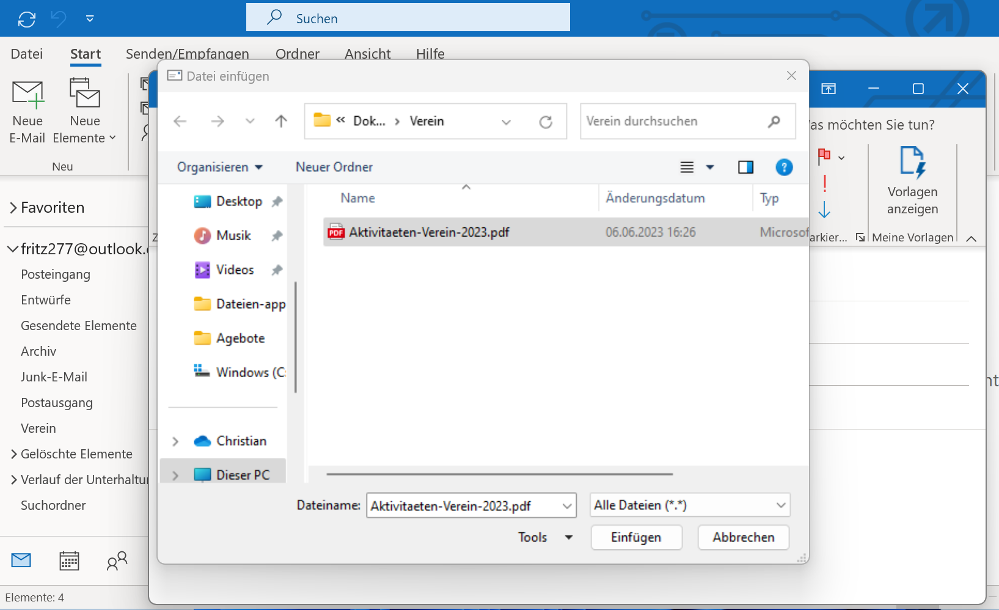 Suchen
Datei Start Senden/Empfangen Ordner Ansicht Hilfe
Datei einfügen
Neue E-Mail
Neue Elemente
Neu
Dok... › Verein
Verein durchsuchen
as möchten Sie tun?
Organisieren
Neuer Ordner
Vorlagen anzeigen
Meine Vorlagen
arkier...
Favoriten
fritz277@outlook.
Posteingang
Entwürfe
Gesendete Elemente
Archiv
Junk-E-Mail
Postausgang
Verein
Gelöschte Elemente
Verlauf der Unterhaltu
Suchordner
Elemente: 4
Desktop
Musik
Videos
Dateien-app
Agebote
Windows (C:
Christian
Dieser PC
Name Änderungsdatum Typ
PDF Aktivitaeten-Verein-2023.pdf 06.06.2023 16:26 Microsof
Dateiname: Aktivitaeten-Verein-2023.pdf Alle Dateien (*.*)
Tools Einfügen Abbrechen